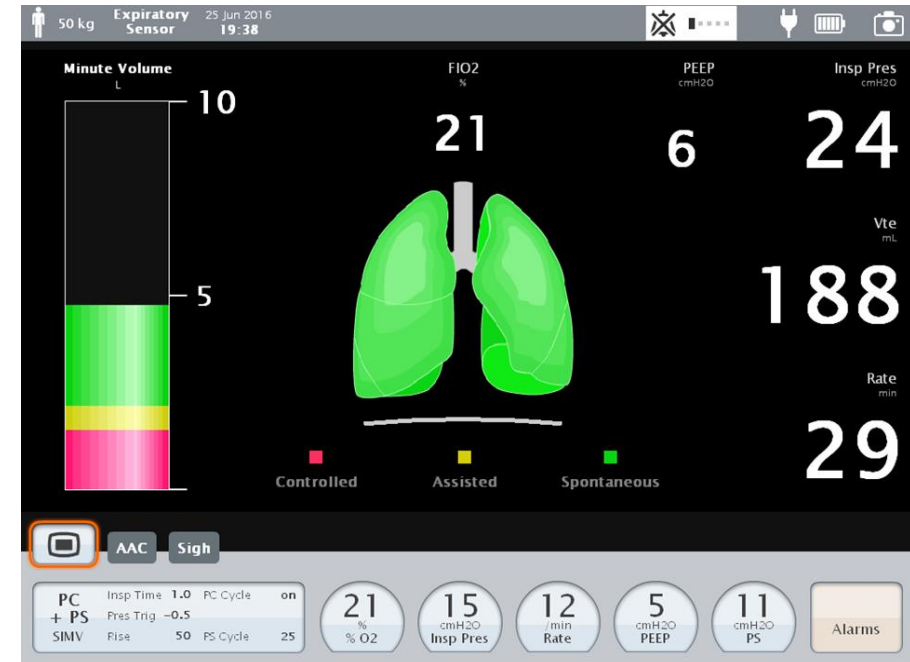 50 kg Expiratory Sensor 25 Jun 2016 19:38
Minute Volume
L
10
5
FIO2
%
21
PEEP
cmH2O
6
Insp Pres
cmH2O
24
Vte
mL
188
Rate
min
29
Controlled Assisted Spontaneous
AAC Sigh
PC + PS SIMV
Insp Time 1.0 PC Cycle on
Pres Trig -0.5
Rise 50 PS Cycle 25
21
%
% O2
15
cmH2O
Insp Pres
12
/min
Rate
5
cmH2O
PEEP
11
cmH2O
PS
Alarms